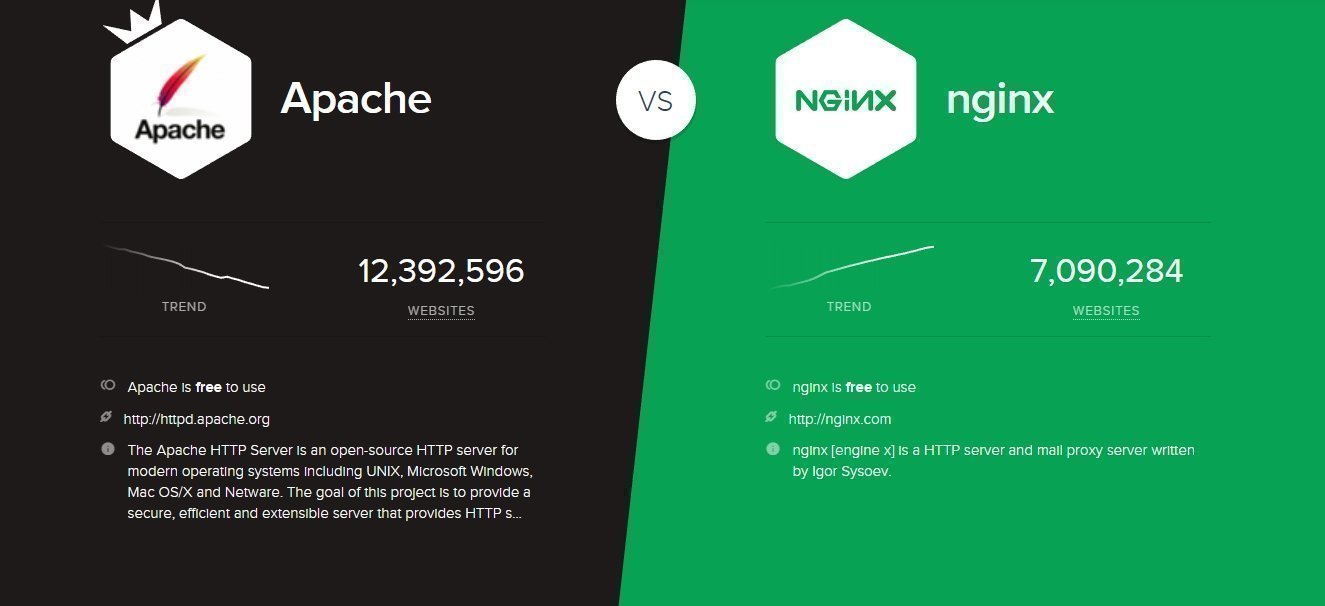 Apache
Apache
VS
NGINX
nginx
TREND
12,392,596
WEBSITES
TREND
7,090,284
WEBSITES
Apache is free to use
http://httpd.apache.org
The Apache HTTP Server is an open-source HTTP server for
modern operating systems including UNIX, Microsoft Windows,
Mac OS/X and Netware. The goal of this project is to provide a
secure, efficient and extensible server that provides HTTP s...
nginx is free to use
http://nginx.com
nginx [engine x] is a HTTP server and mail proxy server written
by Igor Sysoev.